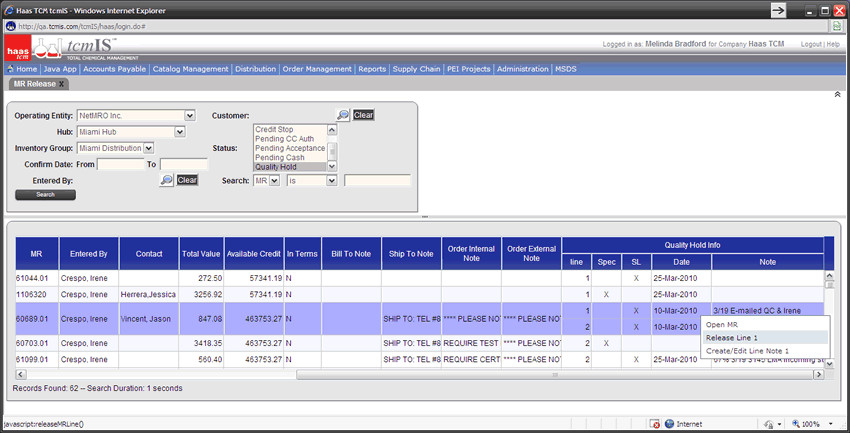 Haas TCM tcmIS - Windows Internet Explorer
http://qa.tcmis.com/tcmIS/haas/login.do#
haas tcm
tcmIS™
TOTAL CHEMICAL MANAGEMENT
Logged in as: Melinda Bradford for Company Haas TCM Logout | Help
Home Java App Accounts Payable Catalog Management Distribution Order Management Reports Supply Chain PEI Projects Administration MSDS
MR Release X
Operating Entity: NetMRO Inc. Customer: Clear
Credit Stop
Hub: Miami Hub Pending CC Auth
Inventory Group: Miami Distribution Status: Pending Acceptance
Pending Cash
Confirm Date: From To Quality Hold
Entered By: Clear Search: MR is
Search
MR Entered By Contact Total Value Available Credit In Terms Bill To Note Ship To Note Order Internal Note Order External Note Quality Hold Info
line Spec SL Date Note
61044.01 Crespo, Irene 272.50 57341.19 N 1 X 25-Mar-2010
1106320 Crespo, Irene Herrera,Jessica 3256.92 57341.19 N 1 X 25-Mar-2010
60689.01 Crespo, Irene Vincent, Jason 847.08 463753.27 N SHIP TO: TEL #8 **** PLEASE NO **** PLEASE NO 1 X 10-Mar-2010 3/19 E-mailed QC & Irene
2 X 10-Mar-2010
60703.01 Crespo, Irene 3418.35 463753.27 N SHIP TO: TEL #8 REQUIRE TEST **** PLEASE NO 2 X
61099.01 Crespo, Irene 560.40 463753.27 N SHIP TO: TEL #8 REQUIRE CERT **** PLEASE NO 1 X 25-Mar-2010
Open MR
Release Line 1
Create/Edit Line Note 1
Records Found: 62 -- Search Duration: 1 seconds
javascript:releaseMRLine() Internet 100%